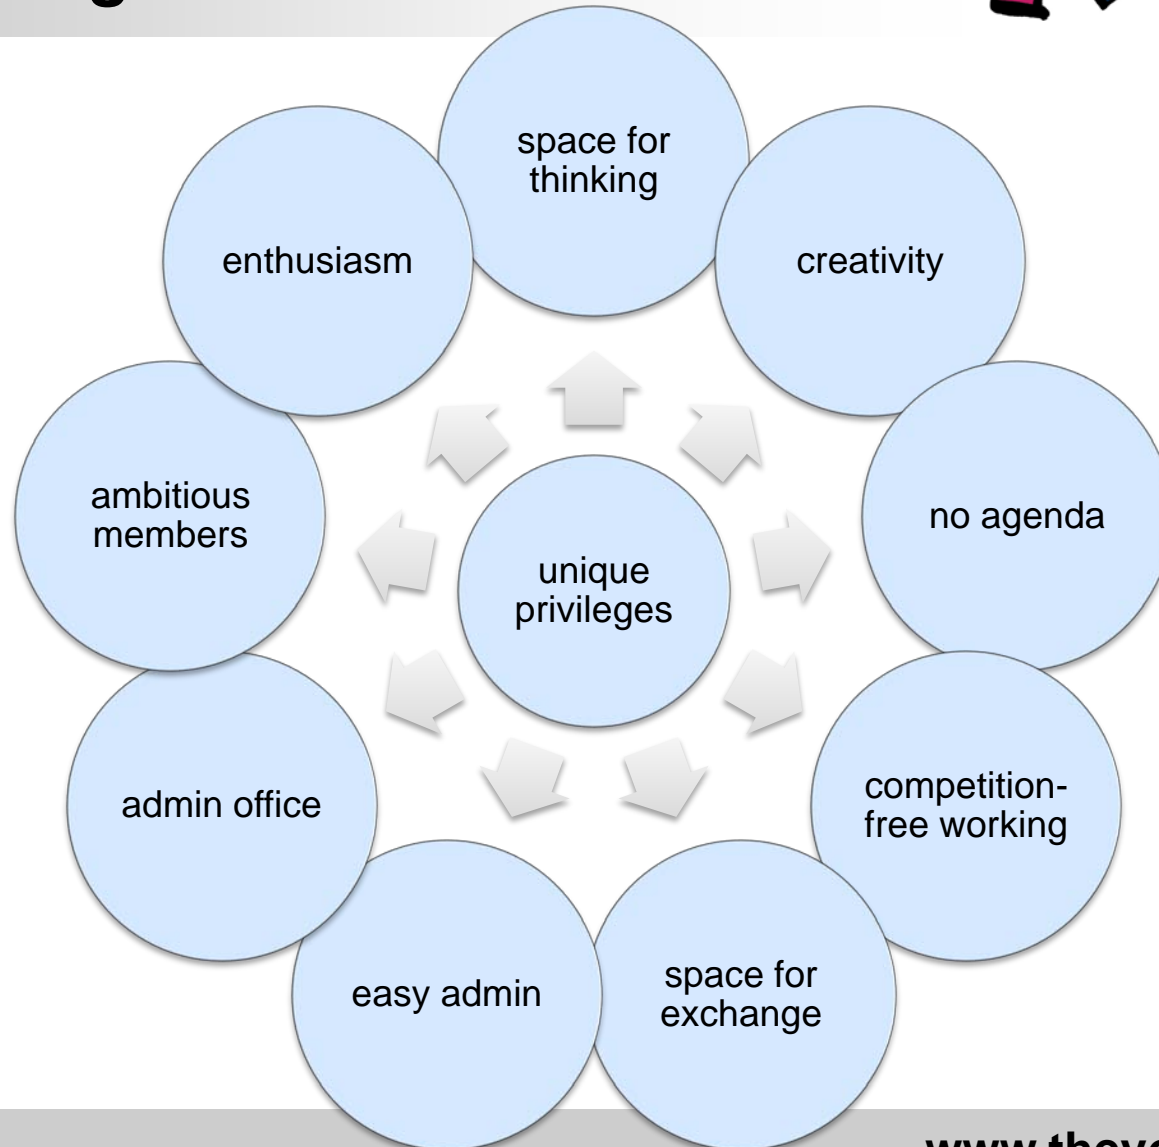 space for
thinking
enthusiasm
creativity
ambitious
members
no agenda
unique
privileges
admin office
competition-
free working
easy admin
space for
exchange